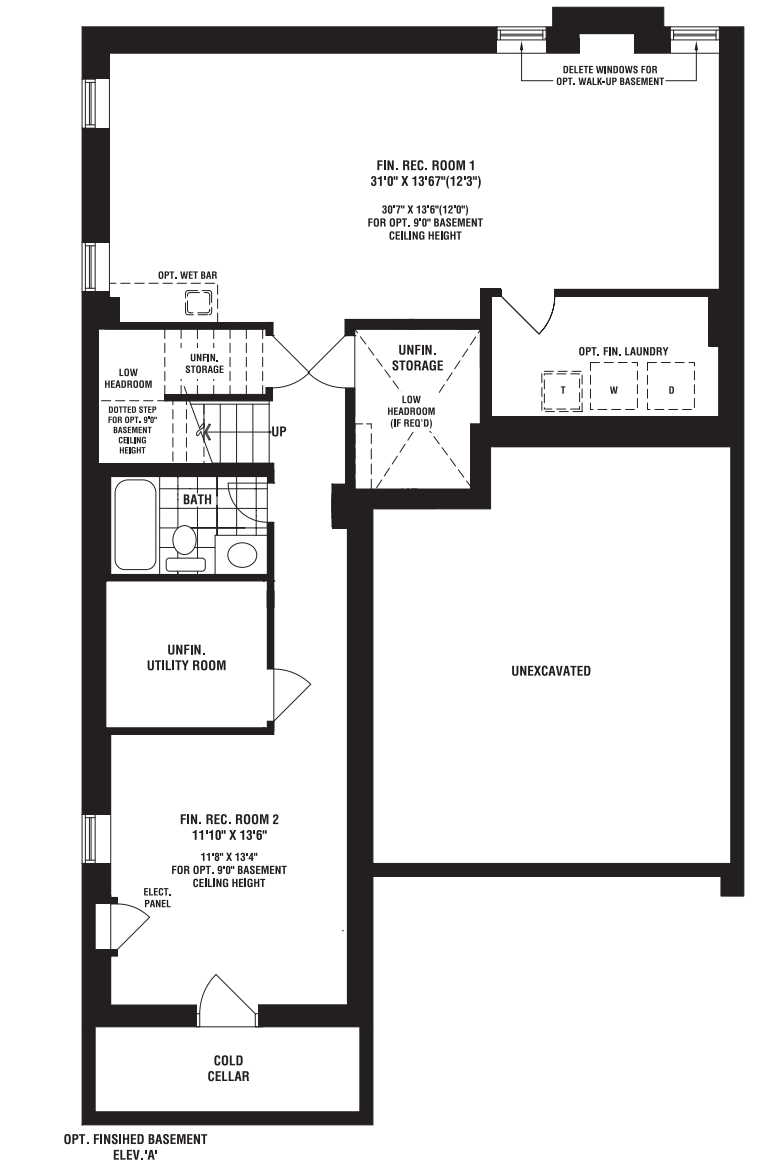 DELETE WINDOWS FOR
OPT. WALK-UP BASEMENT
FIN. REC. ROOM 1
31'0" X 13'67"(12'3")
30'7" X 13'6"(12'0")
FOR OPT. 9'0" BASEMENT
CEILING HEIGHT
OPT. WET BAR
UNFIN.
STORAGE
LOW
HEADROOM
DOTTED STEP
FOR OPT. 9'0"
BASEMENT
CEILING
HEIGHT
UP
UNFIN.
STORAGE
LOW
HEADROOM
(IF REQ'D)
OPT. FIN. LAUNDRY
T
W
D
BATH
UNFIN.
UTILITY ROOM
UNEXCAVATED
FIN. REC. ROOM 2
11'10" X 13'6"
11'8" X 13'4"
FOR OPT. 9'0" BASEMENT
CEILING HEIGHT
ELECT.
PANEL
COLD
CELLAR
OPT. FINSIHED BASEMENT
ELEV.'A'